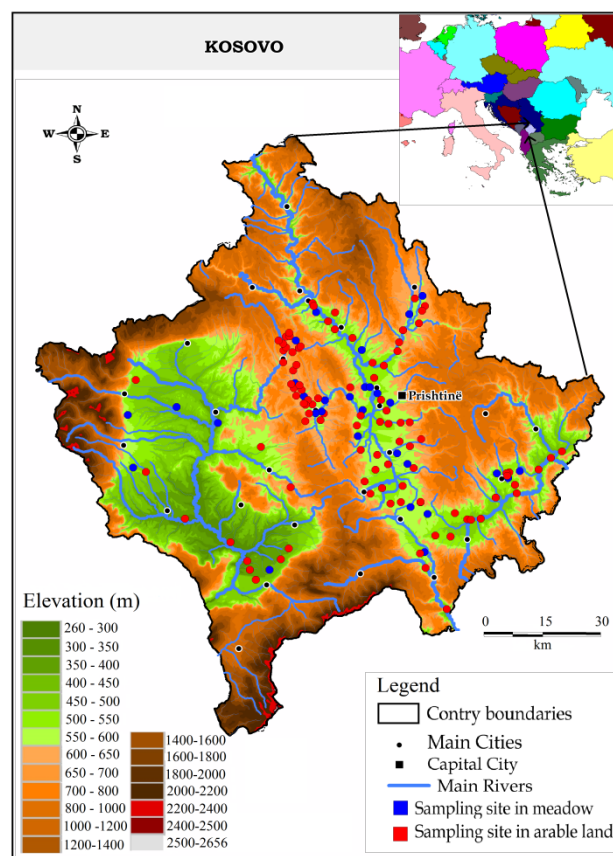 KOSOVO
N
W E
S
Prishtinë
Elevation (m)
260 - 300
300 - 350
350 - 400
400 - 450
450 - 500
500 - 550
550 - 600
600 - 650
650 - 700
700 - 800
800 - 1000
1000 -1200
1200-1400
1400-1600
1600-1800
1800-2000
2000-2200
2200-2400
2400-2500
2500-2656
0 15 30
km
Legend
Contry boundaries
Main Cities
Capital City
Main Rivers
Sampling site in meadow
Sampling site in arable land